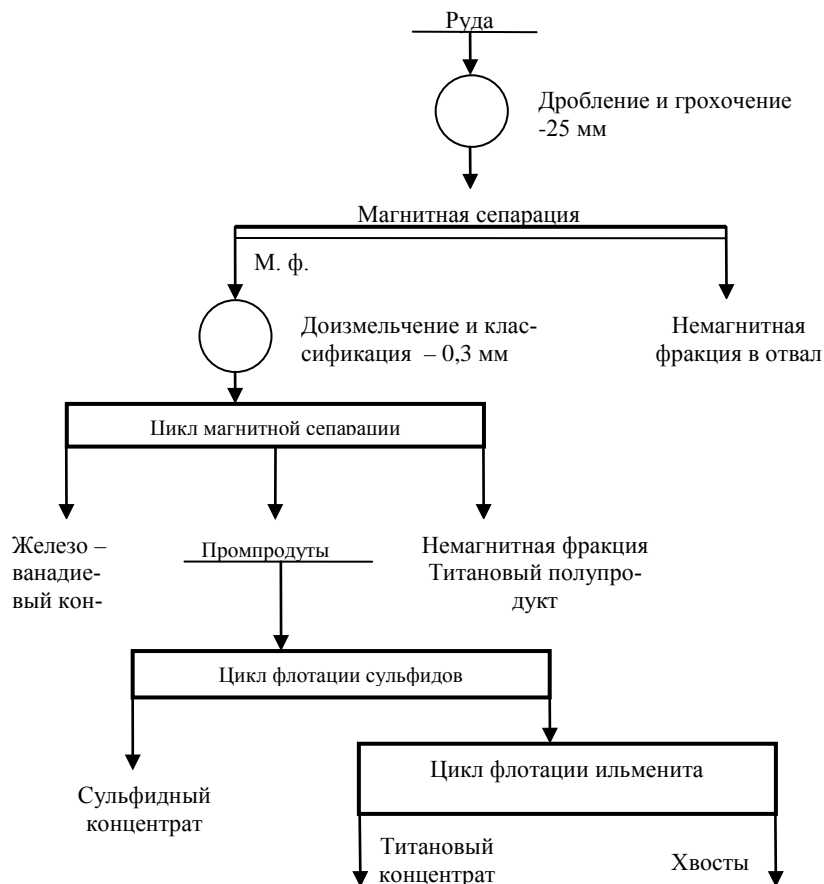 Руда
Дробление и грохочение
-25 мм
Магнитная сепарация
М. ф.
Доизмельчение и клас-
сификация – 0,3 мм
Немагнитная
фракция в отвал
Цикл магнитной сепарации
Железо –
ванадие-
вый кон-
Промпродуты
Немагнитная фракция
Титановый полупро-
дукт
Цикл флотации сульфидов
Цикл флотации ильменита
Сульфидный
концентрат
Титановый
концентрат
Хвосты